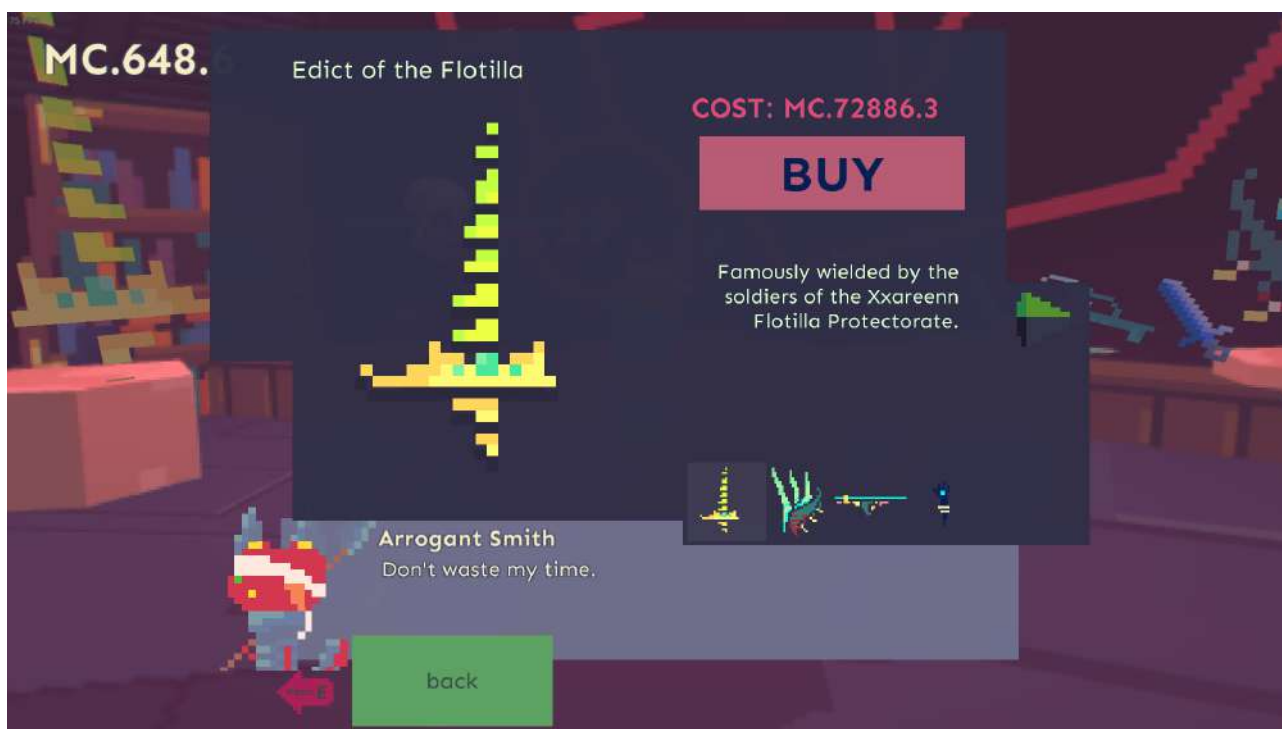 MC.648.
Edict of the Flotilla
COST: MC.72886.3
BUY
Famously wielded by the
soldiers of the Xxareenn
Flotilla Protectorate.
Arrogant Smith
Don't waste my time.
E
back